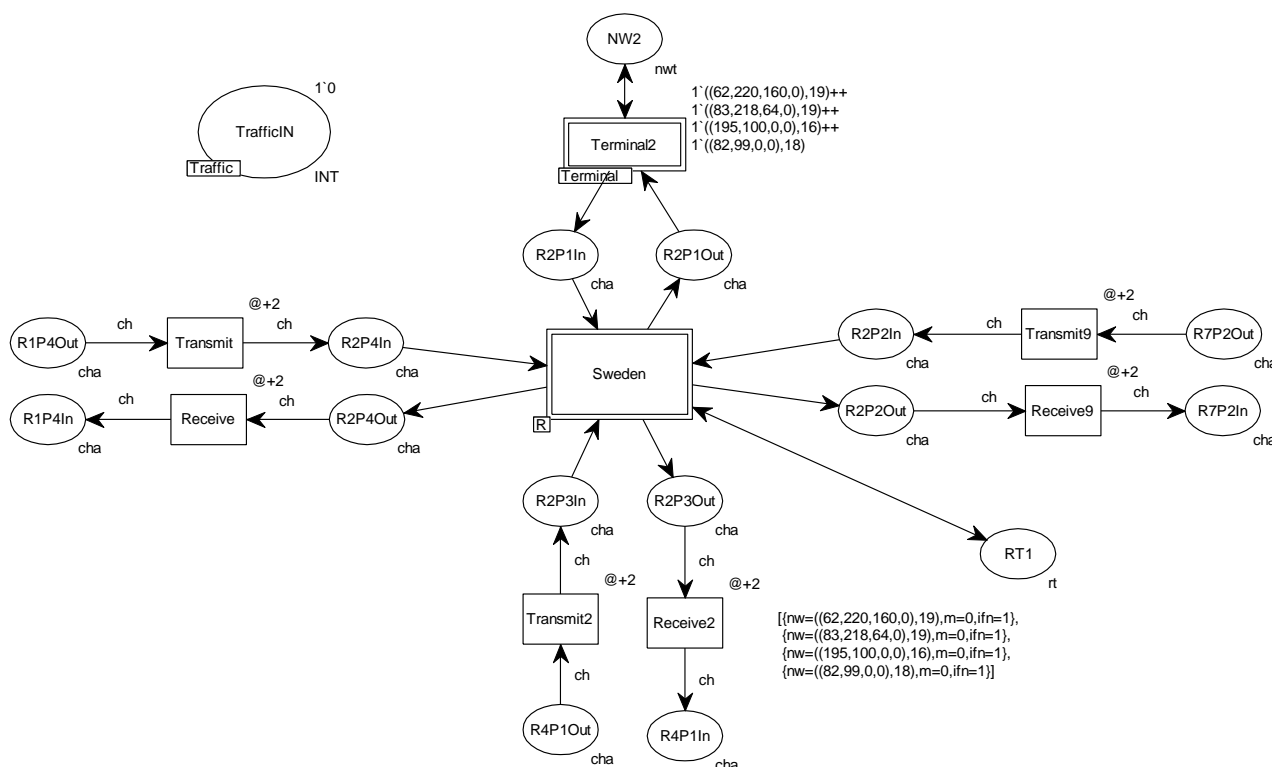 NW2
nwt
1`0
TrafficIN
Traffic
INT
1`((62,220,160,0),19)++
1`((83,218,64,0),19)++
1`((195,100,0,0),16)++
1`((82,99,0,0),18)
Terminal2
Terminal
R2P1In
cha
R2P1Out
cha
R1P4Out
cha
ch
Transmit
@+2
ch
R2P4In
cha
Sweden
R
R2P2In
cha
ch
Transmit9
@+2
ch
R7P2Out
cha
R1P4In
cha
ch
Receive
@+2
ch
R2P4Out
cha
R2P2Out
cha
ch
Receive9
@+2
ch
R7P2In
cha
R2P3In
cha
R2P3Out
cha
RT1
rt
ch
@+2
Transmit2
ch
ch
@+2
Receive2
ch
[{nw=((62,220,160,0),19),m=0,ifn=1},
{nw=((83,218,64,0),19),m=0,ifn=1},
{nw=((195,100,0,0),16),m=0,ifn=1},
{nw=((82,99,0,0),18),m=0,ifn=1}]
R4P1Out
cha
R4P1In
cha